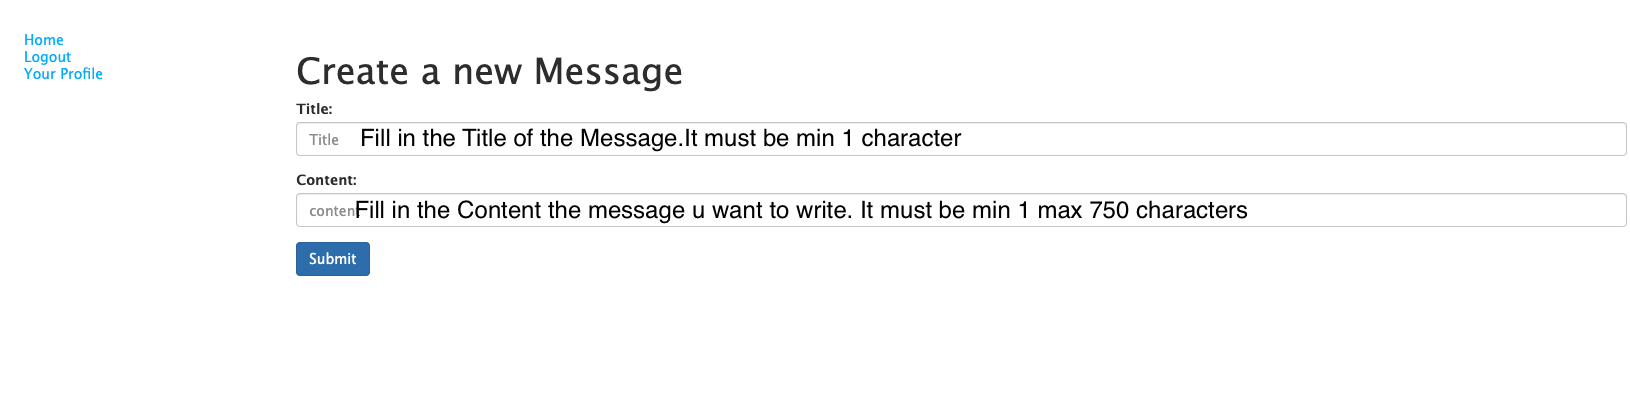 Home
Logout
Your Profile
Create a new Message
Title:
Title Fill in the Title of the Message.It must be min 1 character
Content:
content Fill in the Content the message u want to write. It must be min 1 max 750 characters
Submit